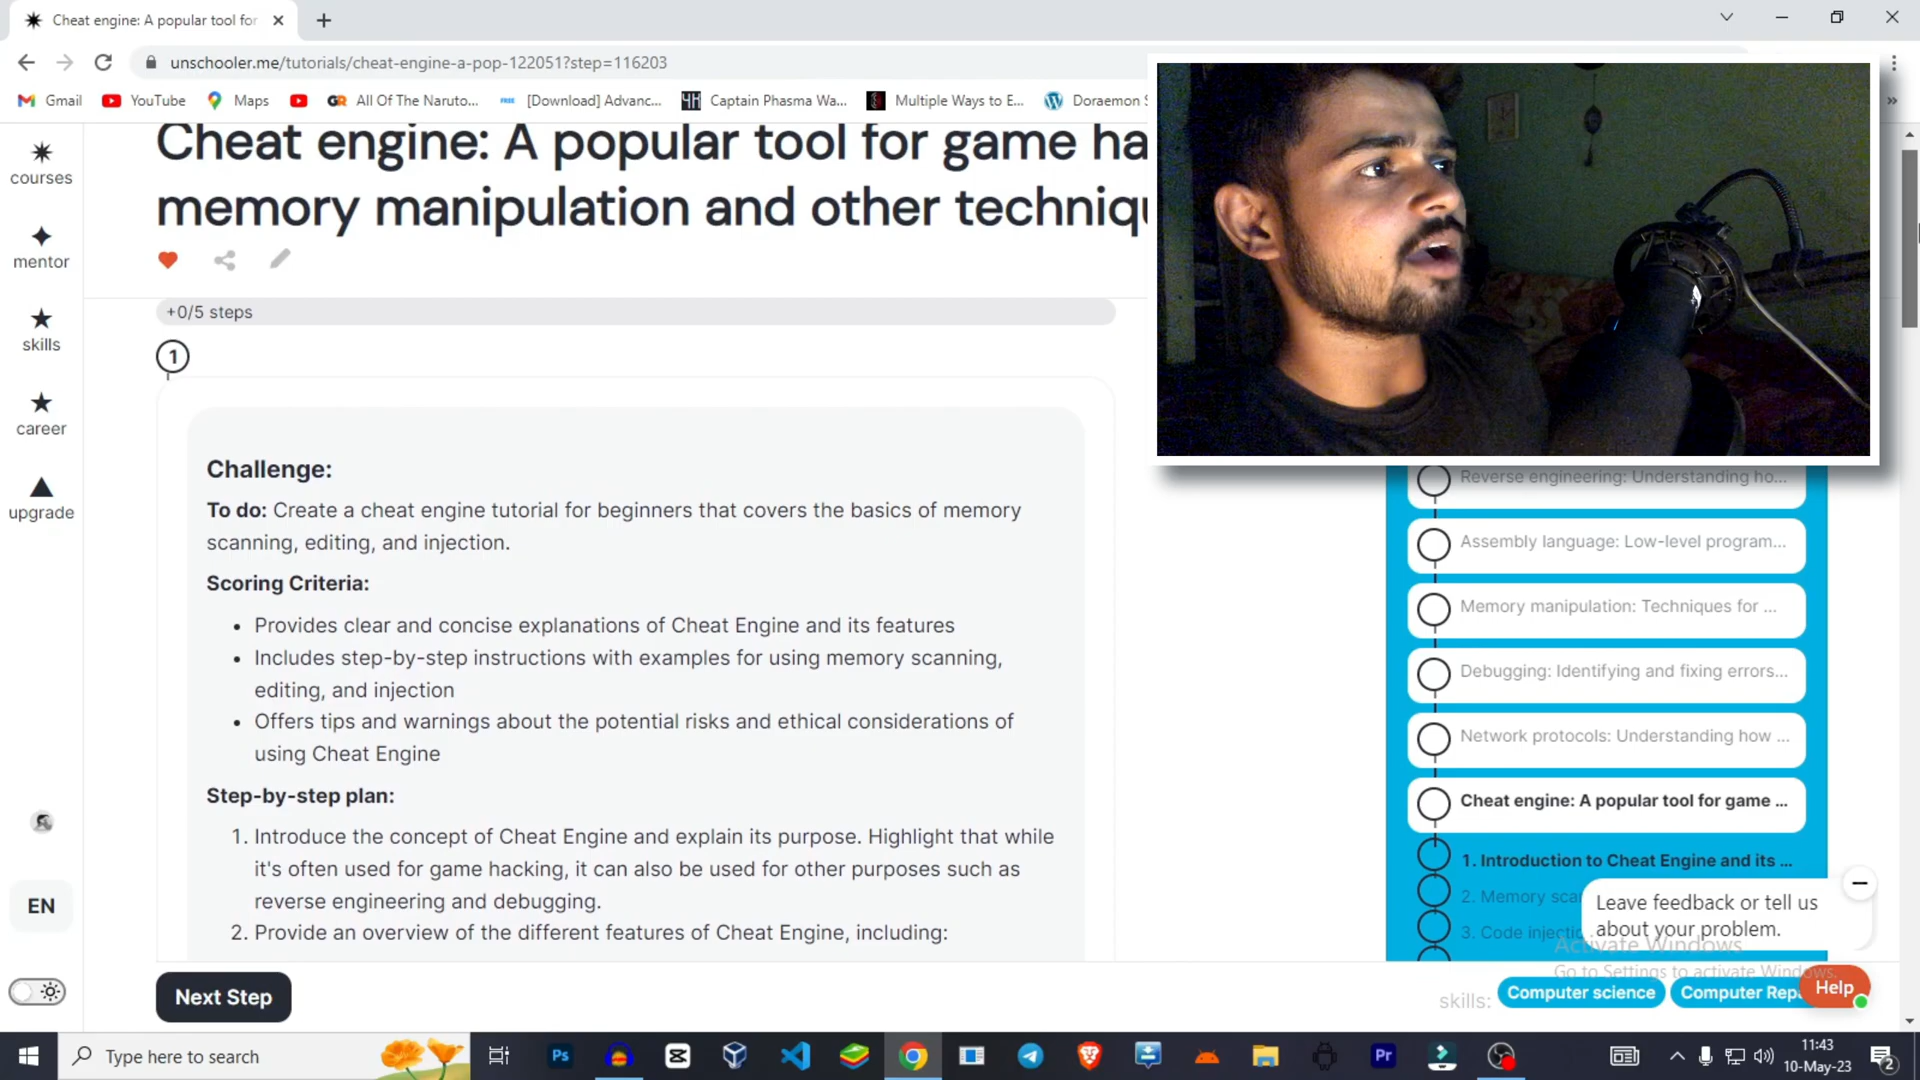 Cheat engine: A popular tool for
unschooler.me/tutorials/cheat-engine-a-pop-122051?step=116203
Gmail
YouTube
Maps
All Of The Naruto...
[Download] Advanc...
Captain Phasma Wa...
Multiple Ways to E...
Doraemon S
courses
mentor
skills
career
upgrade
EN
Cheat engine: A popular tool for game ha
memory manipulation and other techniqu
+0/5 steps
1
Challenge:
To do: Create a cheat engine tutorial for beginners that covers the basics of memory
scanning, editing, and injection.
Scoring Criteria:
• Provides clear and concise explanations of Cheat Engine and its features
• Includes step-by-step instructions with examples for using memory scanning,
editing, and injection
• Offers tips and warnings about the potential risks and ethical considerations of
using Cheat Engine
Step-by-step plan:
1. Introduce the concept of Cheat Engine and explain its purpose. Highlight that while
it's often used for game hacking, it can also be used for other purposes such as
reverse engineering and debugging.
2. Provide an overview of the different features of Cheat Engine, including:
Next Step
Reverse engineering: Understanding ho...
Assembly language: Low-level program...
Memory manipulation: Techniques for ...
Debugging: Identifying and fixing errors...
Network protocols: Understanding how ...
Cheat engine: A popular tool for game ...
1. Introduction to Cheat Engine and its ...
2. Memory scan
3. Code injectio
Leave feedback or tell us
about your problem.
Activate Windows
Go to Settings to activate Windows.
skills:
Computer science
Computer Repa
Help
Type here to search
Ps
Pr
11:43
10-May-23
2